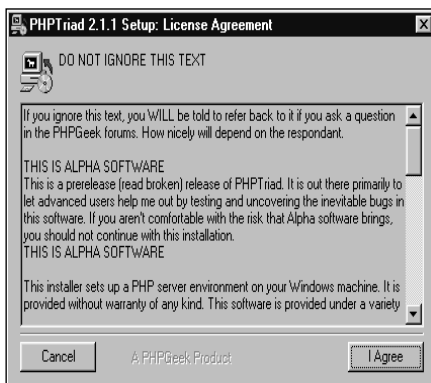 PHPTriad 2.1.1 Setup: License Agreement
DO NOT IGNORE THIS TEXT
If you ignore this text, you WILL be told to refer back to it if you ask a question
in the PHPGeek forums. How nicely will depend on the respondant.
THIS IS ALPHA SOFTWARE
This is a prerelease (read broken) release of PHPTriad. It is out there primarily to
let advanced users help me out by testing and uncovering the inevitable bugs in
this software. If you aren't comfortable with the risk that Alpha software brings,
you should not continue with this installation.
THIS IS ALPHA SOFTWARE
This installer sets up a PHP server environment on your Windows machine. It is
provided without warranty of any kind. This software is provided under a variety
Cancel
A PHPGeek Product
I Agree